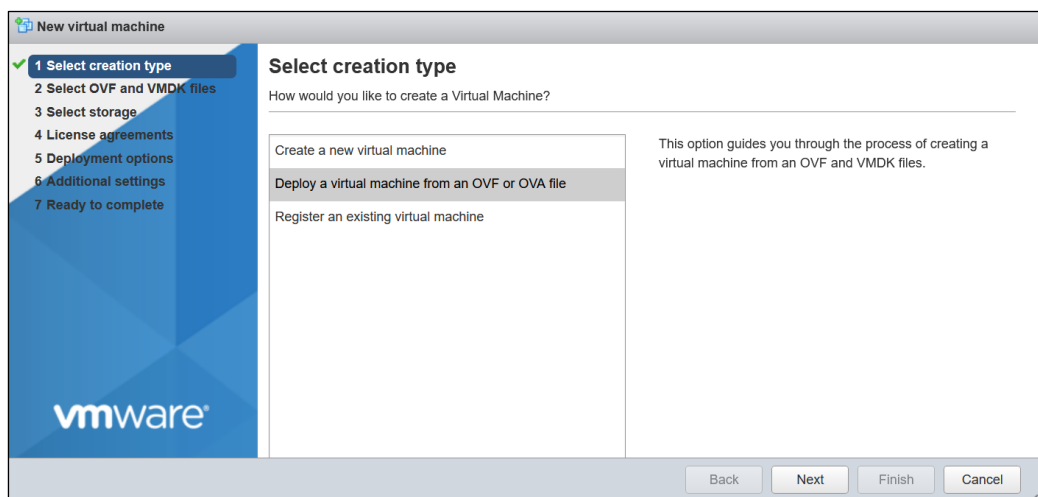 New virtual machine
1 Select creation type
2 Select OVF and VMDK files
3 Select storage
4 License agreements
5 Deployment options
6 Additional settings
7 Ready to complete
vmware®
Select creation type
How would you like to create a Virtual Machine?
Create a new virtual machine
Deploy a virtual machine from an OVF or OVA file
Register an existing virtual machine
This option guides you through the process of creating a
virtual machine from an OVF and VMDK files.
Back Next Finish Cancel